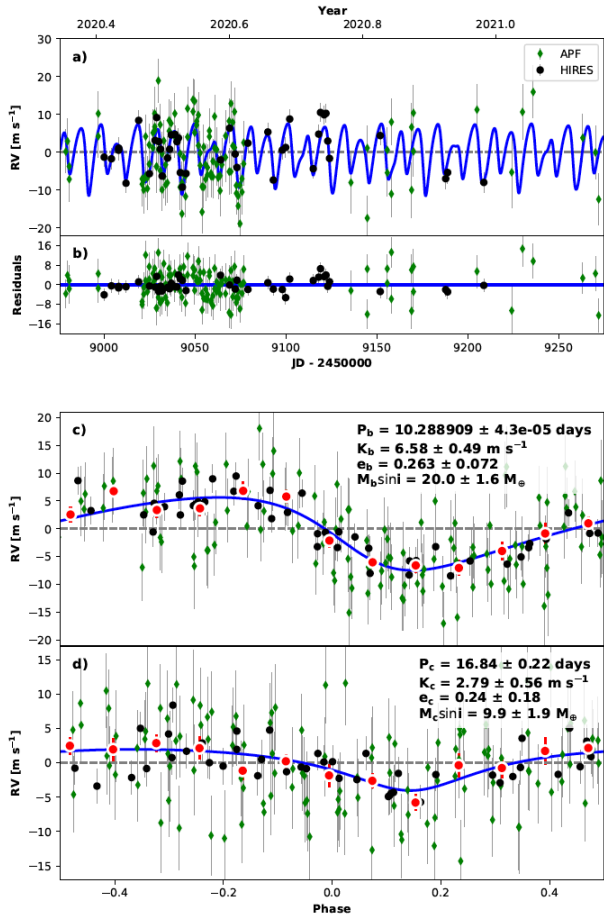 Year
2020.4 2020.6 2020.8 2021.0
30
20
10
0
−10
−20
RV [m s⁻¹]
a)
APF
HIRES
16
8
0
−8
−16
Residuals
b)
9000 9050 9100 9150 9200 9250
JD - 2450000
20
15
10
5
0
−5
−10
−15
−20
RV [m s⁻¹]
c)
P_b = 10.288909 ± 4.3e-05 days
K_b = 6.58 ± 0.49 m s⁻¹
e_b = 0.263 ± 0.072
M_b sini = 20.0 ± 1.6 M⊕
15
10
5
0
−5
−10
−15
RV [m s⁻¹]
d)
P_c = 16.84 ± 0.22 days
K_c = 2.79 ± 0.56 m s⁻¹
e_c = 0.24 ± 0.18
M_c sini = 9.9 ± 1.9 M⊕
−0.4 −0.2 0.0 0.2 0.4
Phase